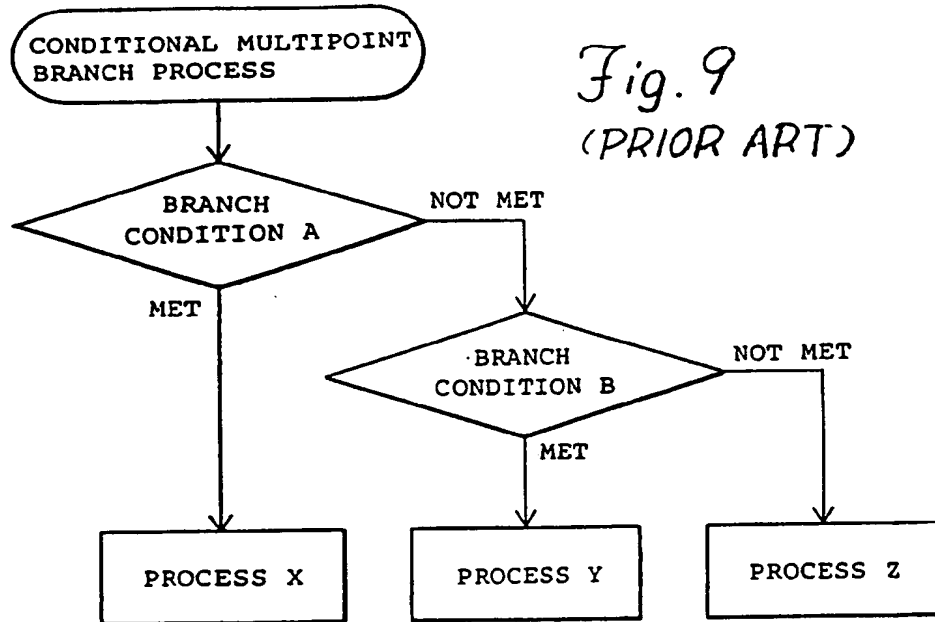 CONDITIONAL MULTIPOINT
BRANCH PROCESS
Fig. 9
(PRIOR ART)
BRANCH
CONDITION A
NOT MET
MET
BRANCH
CONDITION B
NOT MET
MET
PROCESS X
PROCESS Y
PROCESS Z